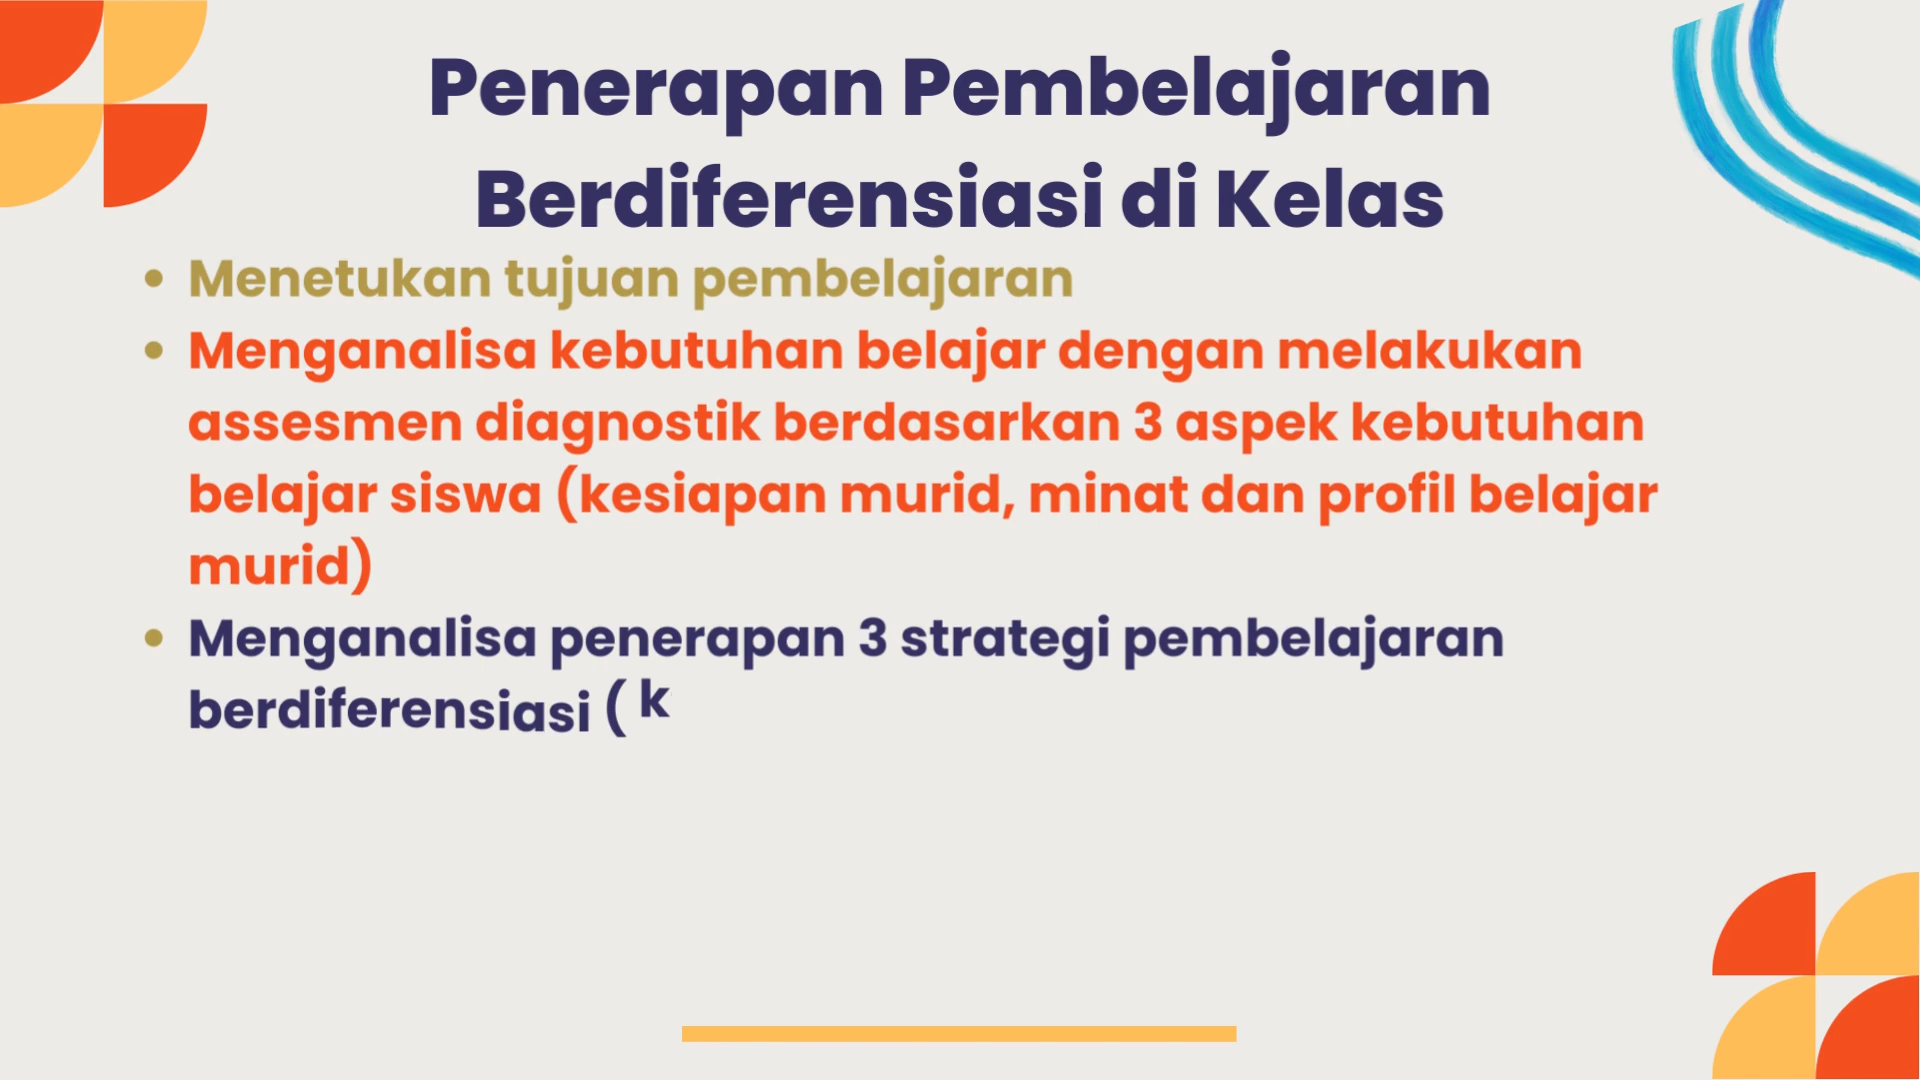 Penerapan Pembelajaran
Berdiferensiasi di Kelas
• Menetukan tujuan pembelajaran
• Menganalisa kebutuhan belajar dengan melakukan
assesmen diagnostik berdasarkan 3 aspek kebutuhan
belajar siswa (kesiapan murid, minat dan profil belajar
murid)
• Menganalisa penerapan 3 strategi pembelajaran
berdiferensiasi ( k